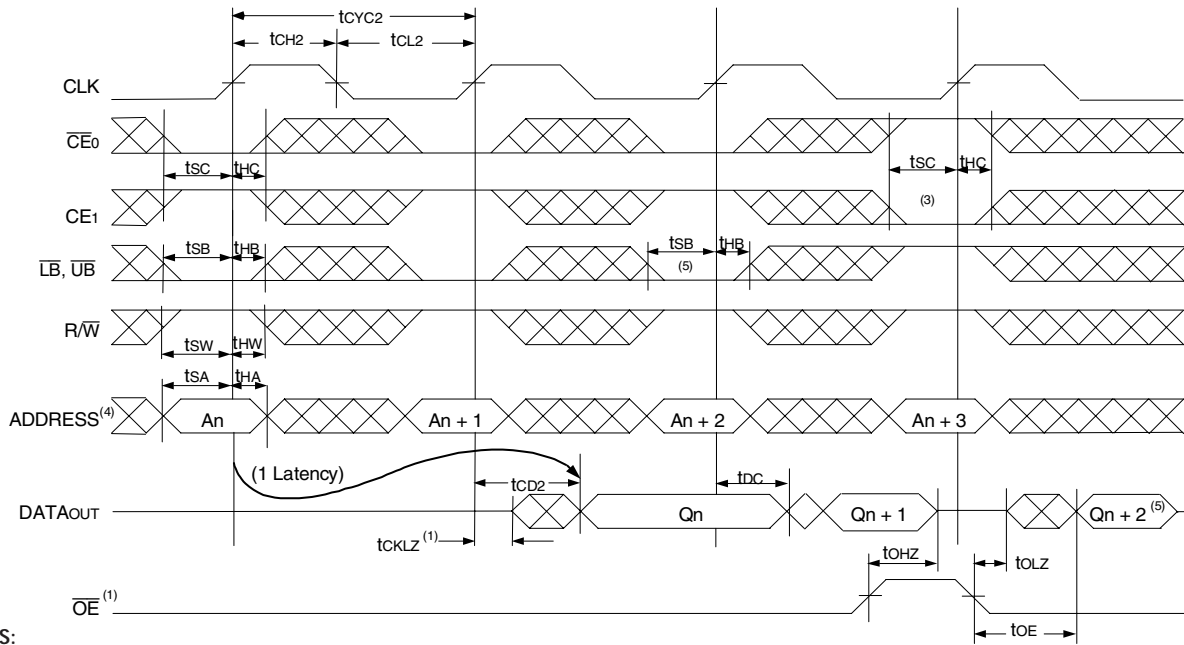 tCYC2
tCH2 tCL2
CLK
CE0
tSC tHC tSC tHC
CE1 (3)
tSB tHB tSB tHB
LB, UB (5)
R/W
tSW tHW
tSA tHA
ADDRESS(4) An An + 1 An + 2 An + 3
(1 Latency) tCD2 tDC
DATAOUT Qn Qn + 1 Qn + 2 (5)
tCKLZ (1) tOHZ tOLZ
OE (1)
tOE
S: